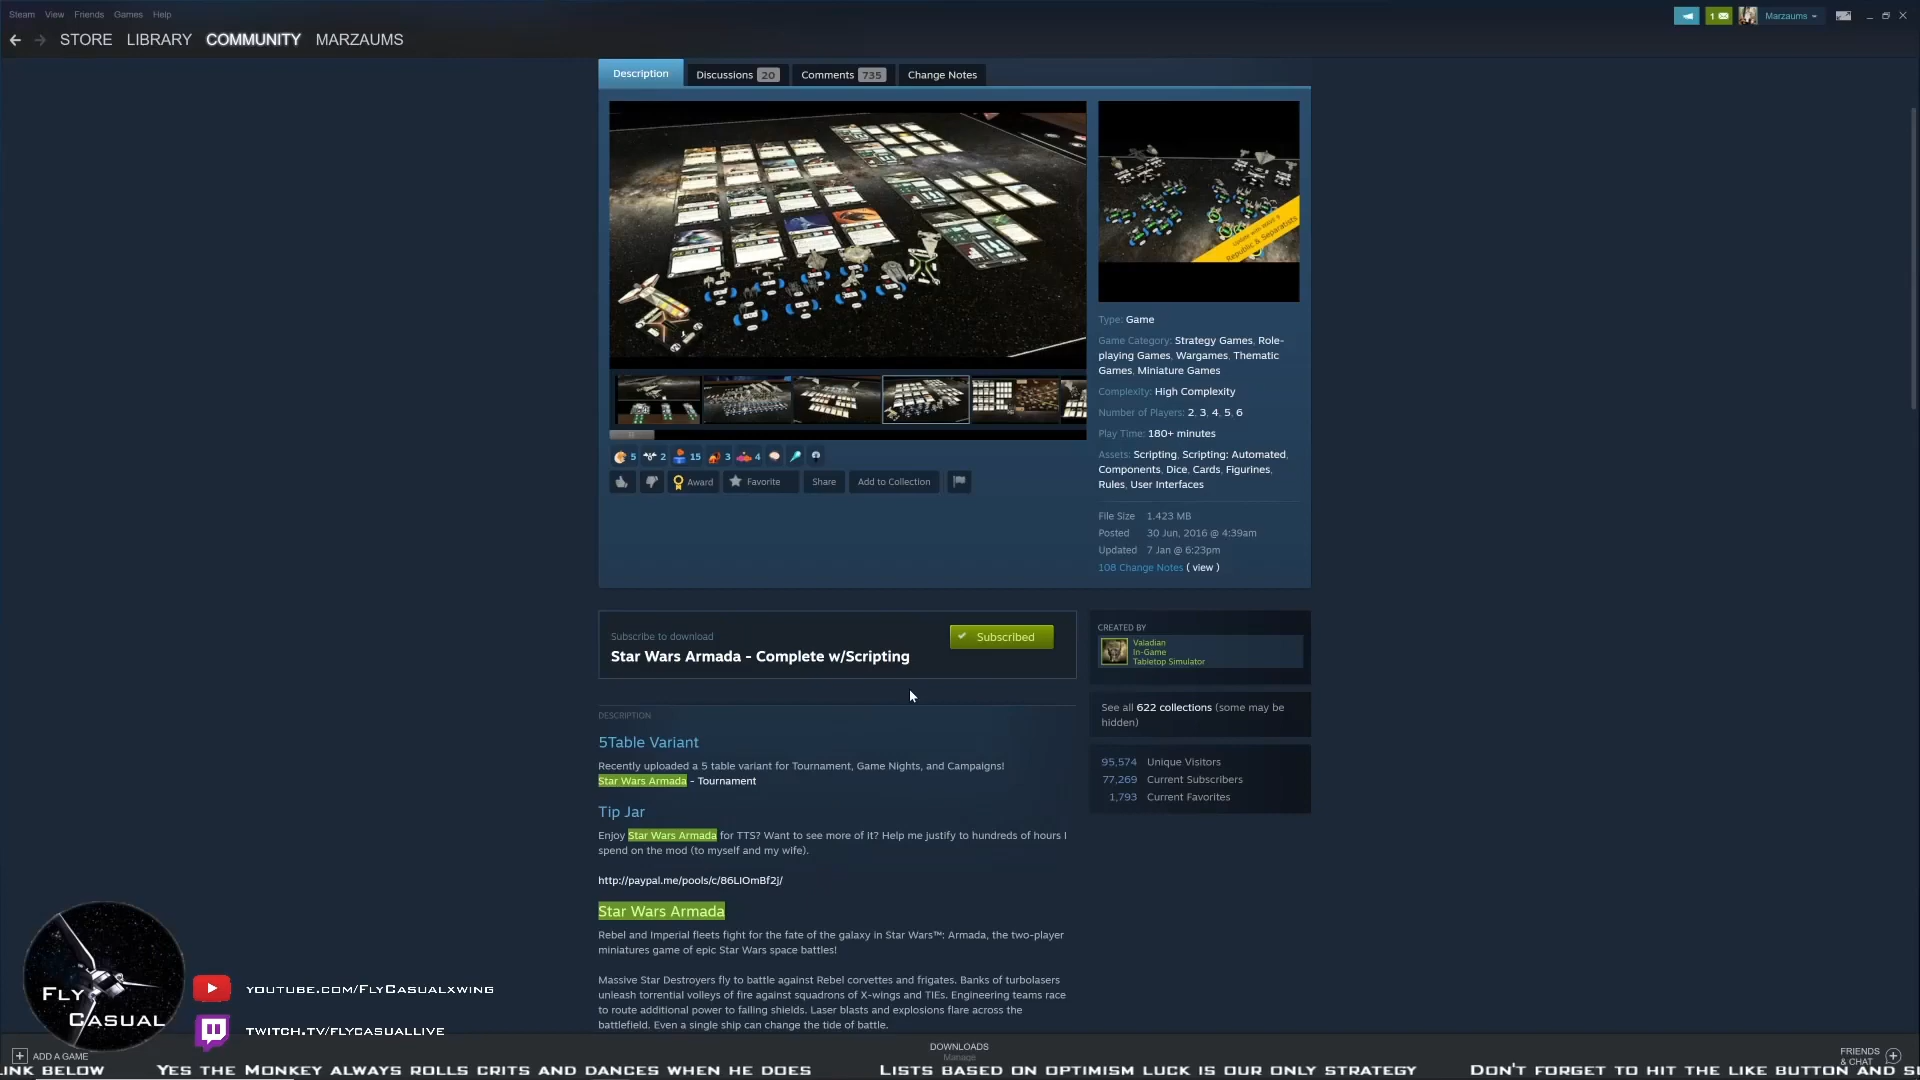 Steam View Friends Games Help
1
Marzaums
STORE LIBRARY COMMUNITY MARZAUMS
Description
Discussions 20
Comments 735
Change Notes
Update with Wave 9
Republic & Separatists
Type: Game
Game Category: Strategy Games, Role-
playing Games, Wargames, Thematic
Games, Miniature Games
Complexity: High Complexity
Number of Players: 2, 3, 4, 5, 6
Play Time: 180+ minutes
Assets: Scripting, Scripting: Automated,
Components, Dice, Cards, Figurines,
Rules, User Interfaces
File Size 1.423 MB
Posted 30 Jun, 2016 @ 4:39am
Updated 7 Jan @ 6:23pm
108 Change Notes ( view )
5 2 15 3 4
Award
Favorite
Share
Add to Collection
Subscribe to download
Star Wars Armada - Complete w/Scripting
Subscribed
CREATED BY
Valadian
In-Game
Tabletop Simulator
See all 622 collections (some may be
hidden)
95,574 Unique Visitors
77,269 Current Subscribers
1,793 Current Favorites
DESCRIPTION
5Table Variant
Recently uploaded a 5 table variant for Tournament, Game Nights, and Campaigns!
Star Wars Armada - Tournament
Tip Jar
Enjoy Star Wars Armada for TTS? Want to see more of it? Help me justify to hundreds of hours I
spend on the mod (to myself and my wife).
http://paypal.me/pools/c/86LIOmBf2j/
Star Wars Armada
Rebel and Imperial fleets fight for the fate of the galaxy in Star Wars™: Armada, the two-player
miniatures game of epic Star Wars space battles!
Massive Star Destroyers fly to battle against Rebel corvettes and frigates. Banks of turbolasers
unleash torrential volleys of fire against squadrons of X-wings and TIEs. Engineering teams race
to route additional power to failing shields. Laser blasts and explosions flare across the
battlefield. Even a single ship can change the tide of battle.
FLY
CASUAL
YOUTUBE.COM/FLYCASUALXWING
TWITCH.TV/FLYCASUALLIVE
ADD A GAME
DOWNLOADS
Manage
FRIENDS
& CHAT
LINK BELOW YES THE MONKEY ALWAYS ROLLS CRITS AND DANCES WHEN HE DOES LISTS BASED ON OPTIMISM LUCK IS OUR ONLY STRATEGY DON'T FORGET TO HIT THE LIKE BUTTON AND